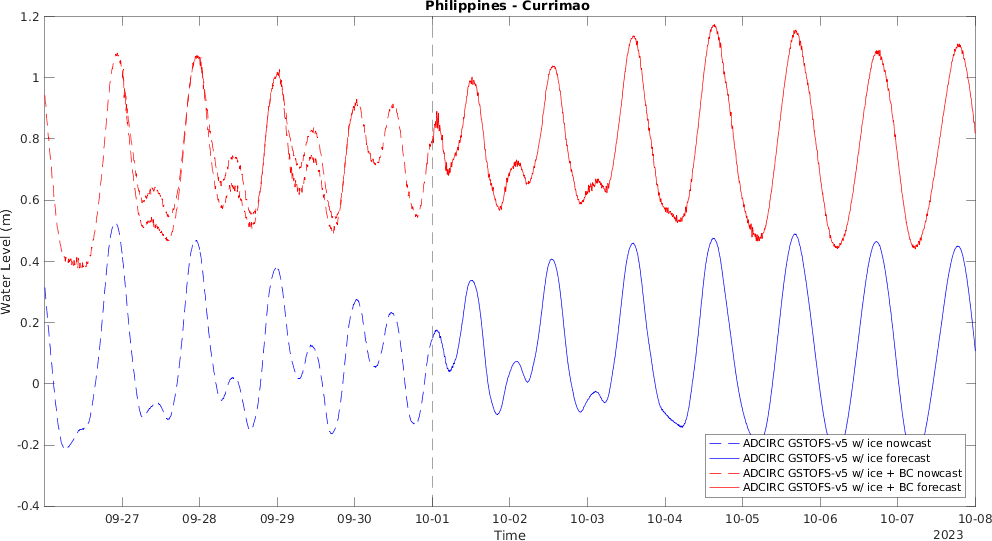 Philippines - Currimao
1.2
1
0.8
0.6
0.4
0.2
0
-0.2
-0.4
Water Level (m)
ADCIRC GSTOFS-v5 w/ ice nowcast
ADCIRC GSTOFS-v5 w/ ice forecast
ADCIRC GSTOFS-v5 w/ ice + BC nowcast
ADCIRC GSTOFS-v5 w/ ice + BC forecast
09-27 09-28 09-29 09-30 10-01 10-02 10-03 10-04 10-05 10-06 10-07 10-08
Time
2023